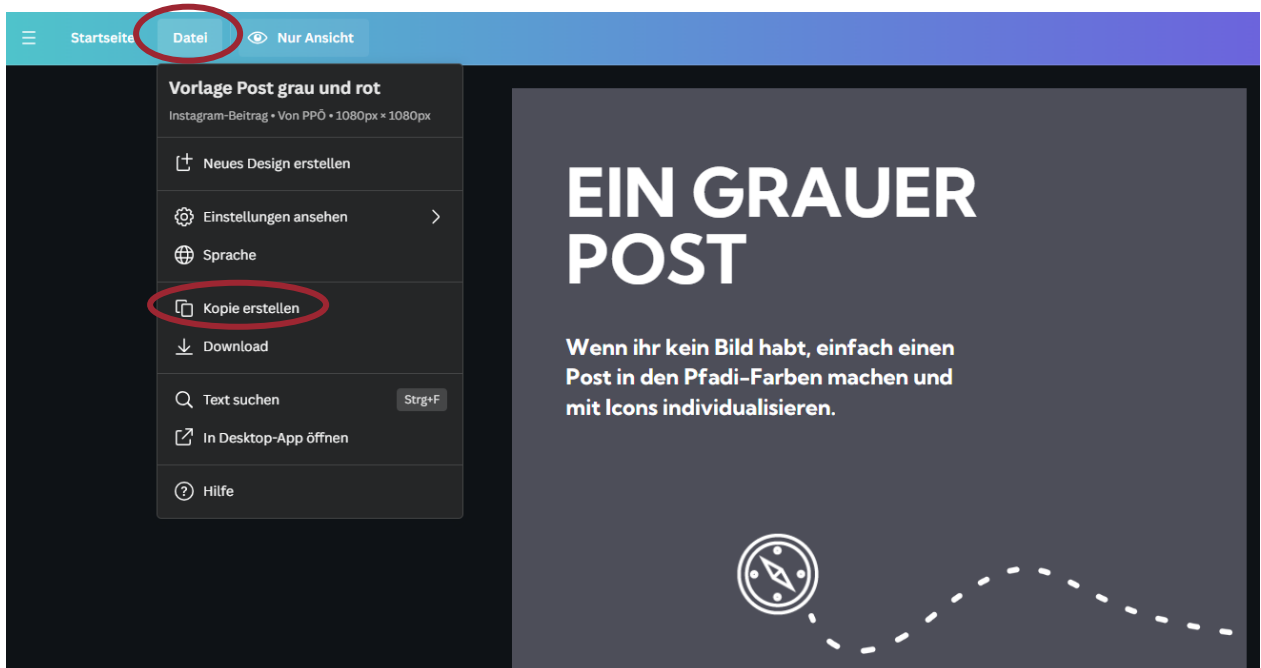 Startseite
Datei
Nur Ansicht
Vorlage Post grau und rot
Instagram-Beitrag • Von PPÖ • 1080px × 1080px
Neues Design erstellen
Einstellungen ansehen
Sprache
Kopie erstellen
Download
Text suchen Strg+F
In Desktop-App öffnen
Hilfe
EIN GRAUER
POST
Wenn ihr kein Bild habt, einfach einen
Post in den Pfadi-Farben machen und
mit Icons individualisieren.